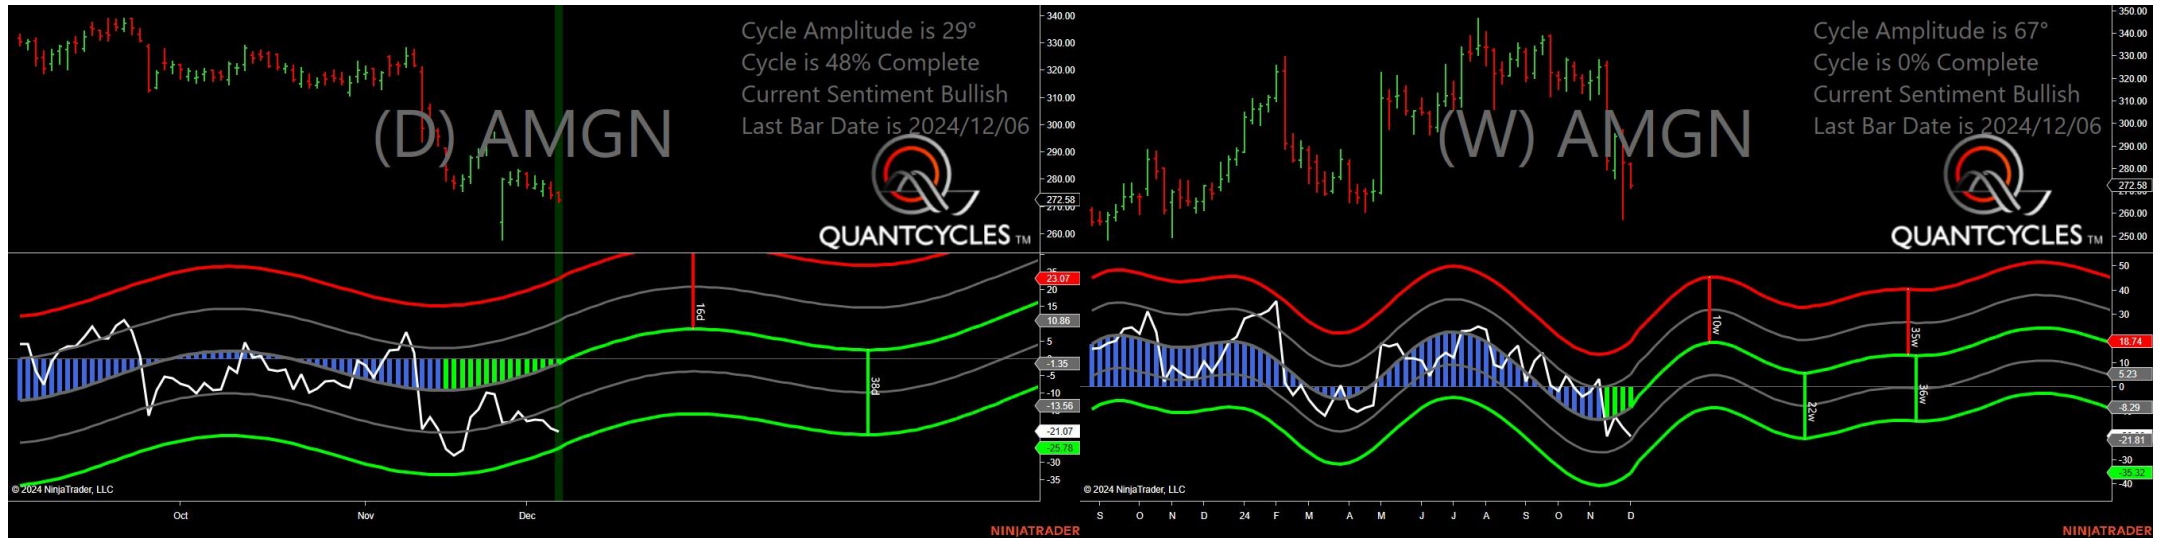 Cycle Amplitude is 29°
Cycle is 48% Complete
Current Sentiment Bullish
Last Bar Date is 2024/12/06
(D) AMGN
QUANTCYCLES TM
340.00
330.00
320.00
310.00
300.00
290.00
280.00
272.58
260.00
23.07
20
15
10.86
5
-1.35
-5
-10
-13.56
-21.07
-25.78
-30
-35
16d
38d
© 2024 NinjaTrader, LLC
Oct Nov Dec
NINJATRADER
Cycle Amplitude is 67°
Cycle is 0% Complete
Current Sentiment Bullish
Last Bar Date is 2024/12/06
(W) AMGN
QUANTCYCLES TM
350.00
340.00
330.00
320.00
310.00
300.00
290.00
280.00
272.58
260.00
250.00
50
40
30
18.74
10
5.23
0
-8.29
-21.81
-30
-35.32
-40
10w
22w
35w
36w
© 2024 NinjaTrader, LLC
S O N D 24 F M A M J J A S O N D
NINJATRADER